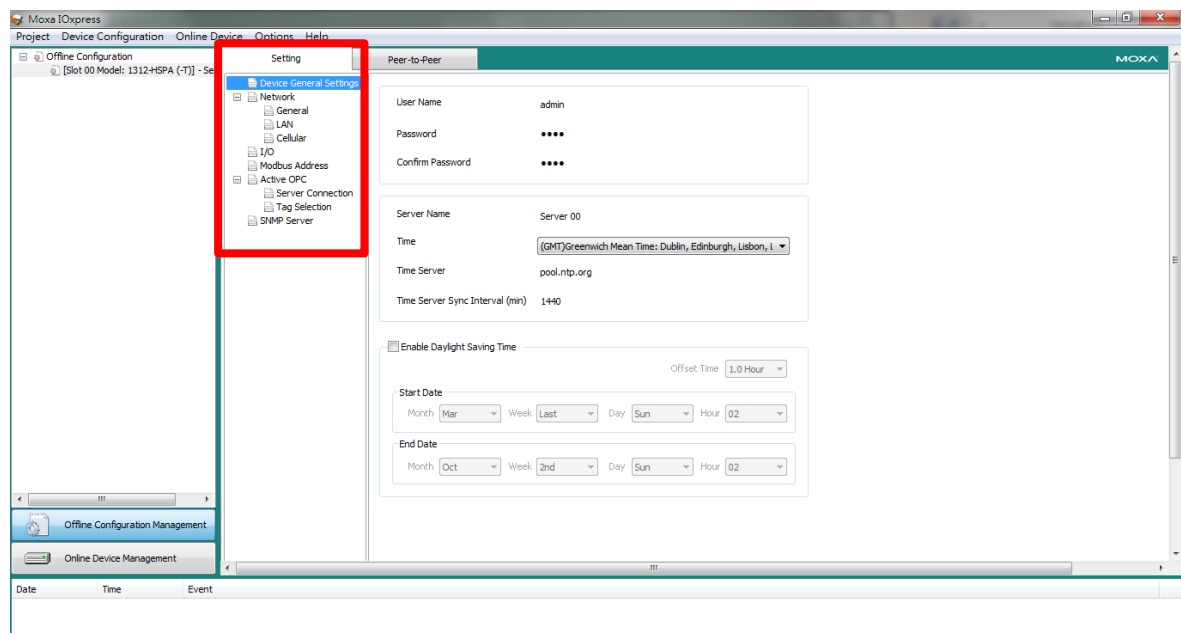 Moxa IOxpress
Project Device Configuration Online Device Options Help
Offline Configuration
[Slot 00 Model: 1312-HSPA (-T)] - Se
Setting
Peer-to-Peer
MOXA
Device General Settings
Network
General
LAN
Cellular
I/O
Modbus Address
Active OPC
Server Connection
Tag Selection
SNMP Server
User Name admin
Password ●●●●
Confirm Password ●●●●
Server Name Server 00
Time (GMT)Greenwich Mean Time: Dublin, Edinburgh, Lisbon, L
Time Server pool.ntp.org
Time Server Sync Interval (min) 1440
Enable Daylight Saving Time
Offset Time 1.0 Hour
Start Date
Month Mar Week Last Day Sun Hour 02
End Date
Month Oct Week 2nd Day Sun Hour 02
Offline Configuration Management
Online Device Management
Date Time Event